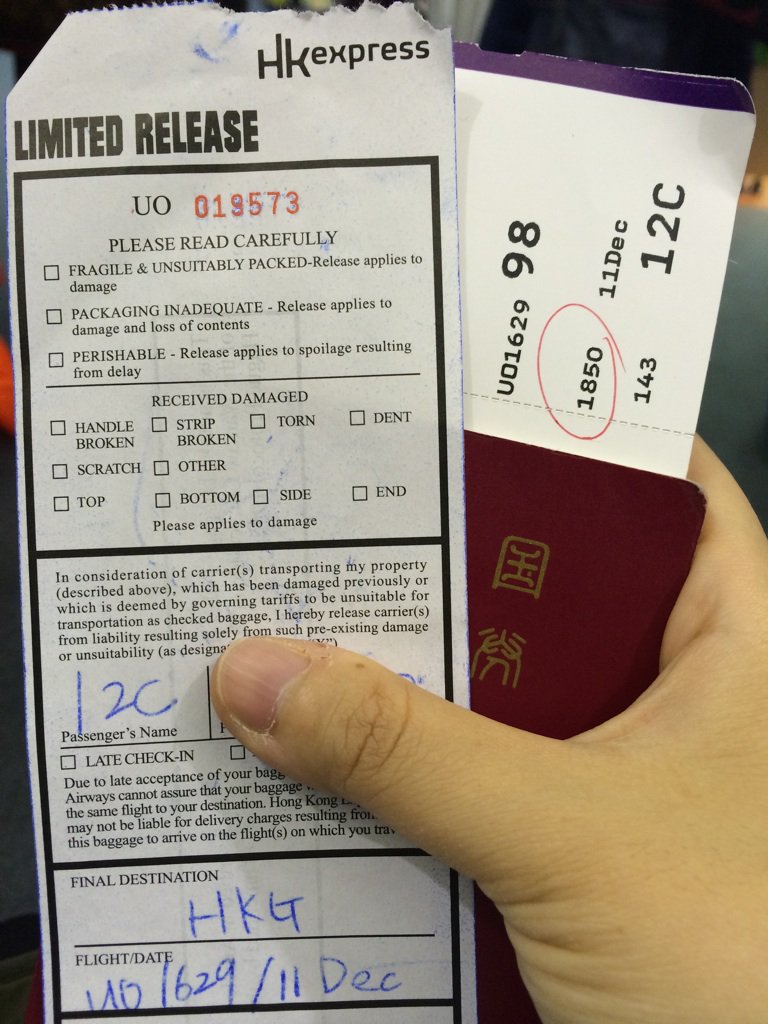 HKexpress
LIMITED RELEASE
UO 019573
PLEASE READ CAREFULLY
FRAGILE & UNSUITABLY PACKED-Release applies to
damage
PACKAGING INADEQUATE - Release applies to
damage and loss of contents
PERISHABLE - Release applies to spoilage resulting
from delay
RECEIVED DAMAGED
HANDLE BROKEN
STRIP BROKEN
TORN
DENT
SCRATCH
OTHER
TOP
BOTTOM
SIDE
END
Please applies to damage
In consideration of carrier(s) transporting my property
(described above), which has been damaged previously or
which is deemed by governing tariffs to be unsuitable for
transportation as checked baggage, I hereby release carrier(s)
from liability resulting solely from such pre-existing damage
or unsuitability (as
12C
Passenger's Name
LATE CHECK-IN
Due to late acceptance of your
Airways cannot assure that your baggage
the same flight to your destination. Hong Kong
may not be liable for delivery charges resulting
this baggage to arrive on the flight(s) on which you
FINAL DESTINATION
HKG
FLIGHT/DATE
UO 1629 / 11 Dec
UO1629 98
1850 11Dec
143 12C
国
券